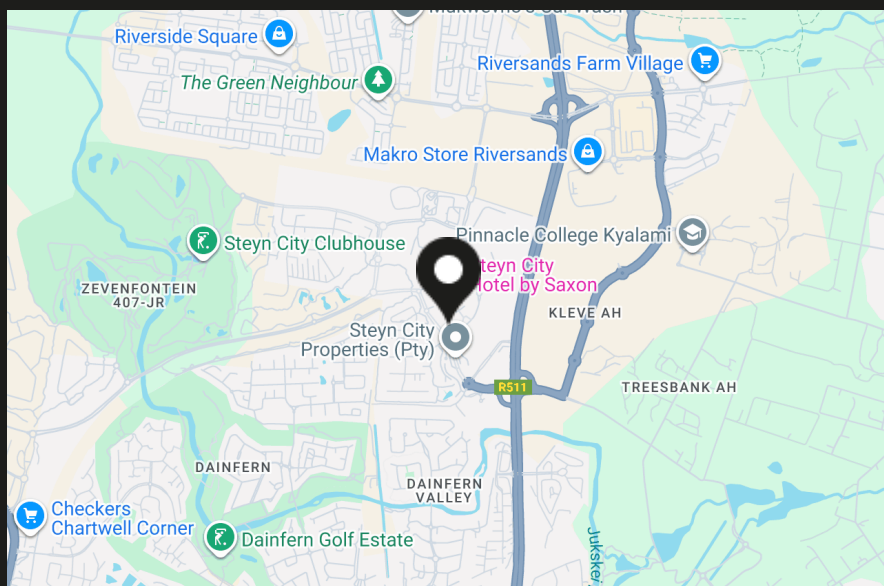 Riverside Square
The Green Neighbour
Riversands Farm Village
Makro Store Riversands
Pinnacle College Kyalami
Steyn City Clubhouse
teyn City
otel by Saxon
ZEVENFONTEIN
407-JR
KLEVE AH
Steyn City
Properties (Pty)
R511
TREESBANK AH
DAINFERN
DAINFERN
VALLEY
Checkers
Chartwell Corner
Dainfern Golf Estate
Jukskei